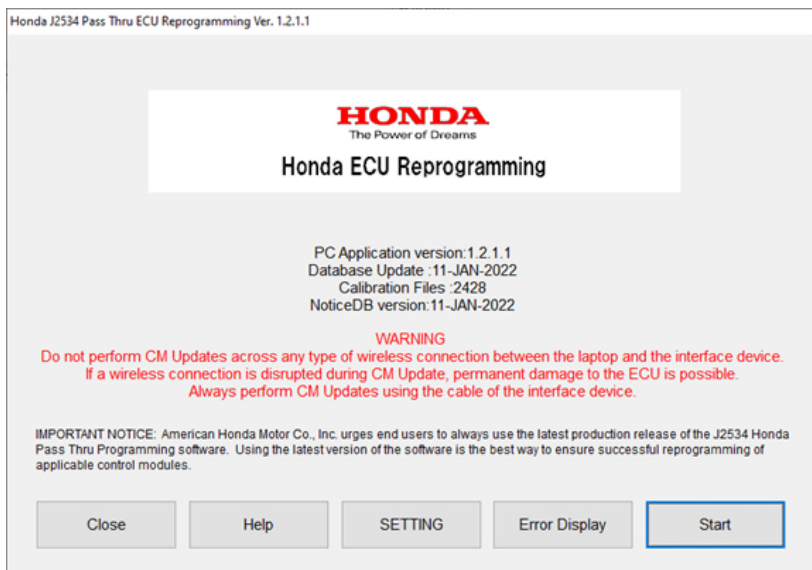 Honda J2534 Pass Thru ECU Reprogramming Ver. 1.2.1.1
HONDA
The Power of Dreams
Honda ECU Reprogramming
PC Application version:1.2.1.1
Database Update :11-JAN-2022
Calibration Files :2428
NoticeDB version:11-JAN-2022
WARNING
Do not perform CM Updates across any type of wireless connection between the laptop and the interface device.
If a wireless connection is disrupted during CM Update, permanent damage to the ECU is possible.
Always perform CM Updates using the cable of the interface device.
IMPORTANT NOTICE: American Honda Motor Co., Inc. urges end users to always use the latest production release of the J2534 Honda
Pass Thru Programming software. Using the latest version of the software is the best way to ensure successful reprogramming of
applicable control modules.
Close
Help
SETTING
Error Display
Start